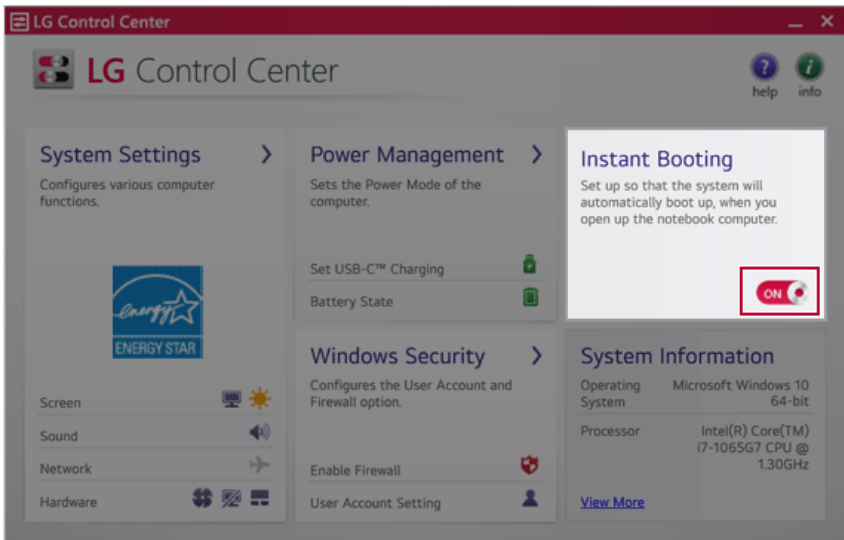 LG Control Center
LG Control Center
help
info
System Settings
Configures various computer
functions.
energy
ENERGY STAR
Screen
Sound
Network
Hardware
Power Management
Sets the Power Mode of the
computer.
Set USB-C™ Charging
Battery State
Windows Security
Configures the User Account and
Firewall option.
Enable Firewall
User Account Setting
Instant Booting
Set up so that the system will
automatically boot up, when you
open up the notebook computer.
ON
System Information
Operating Microsoft Windows 10
System 64-bit
Processor Intel(R) Core(TM)
i7-1065G7 CPU @
1.30GHz
View More